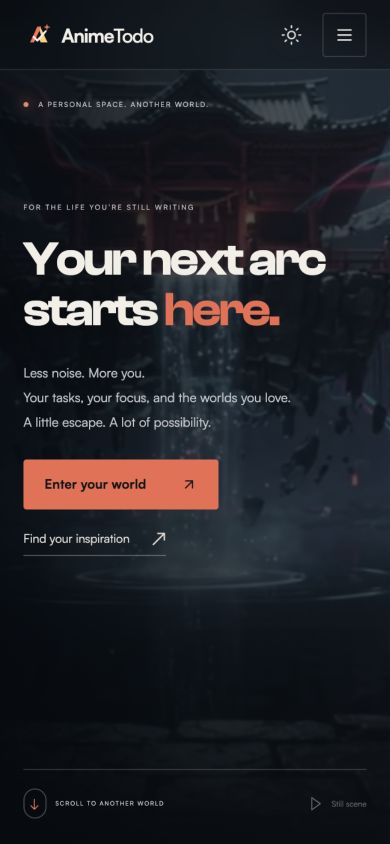 AnimeTodo
A PERSONAL SPACE. ANOTHER WORLD.
FOR THE LIFE YOU'RE STILL WRITING
Your next arc
starts here.
Less noise. More you.
Your tasks, your focus, and the worlds you love.
A little escape. A lot of possibility.
Enter your world
Find your inspiration
SCROLL TO ANOTHER WORLD
Still scene